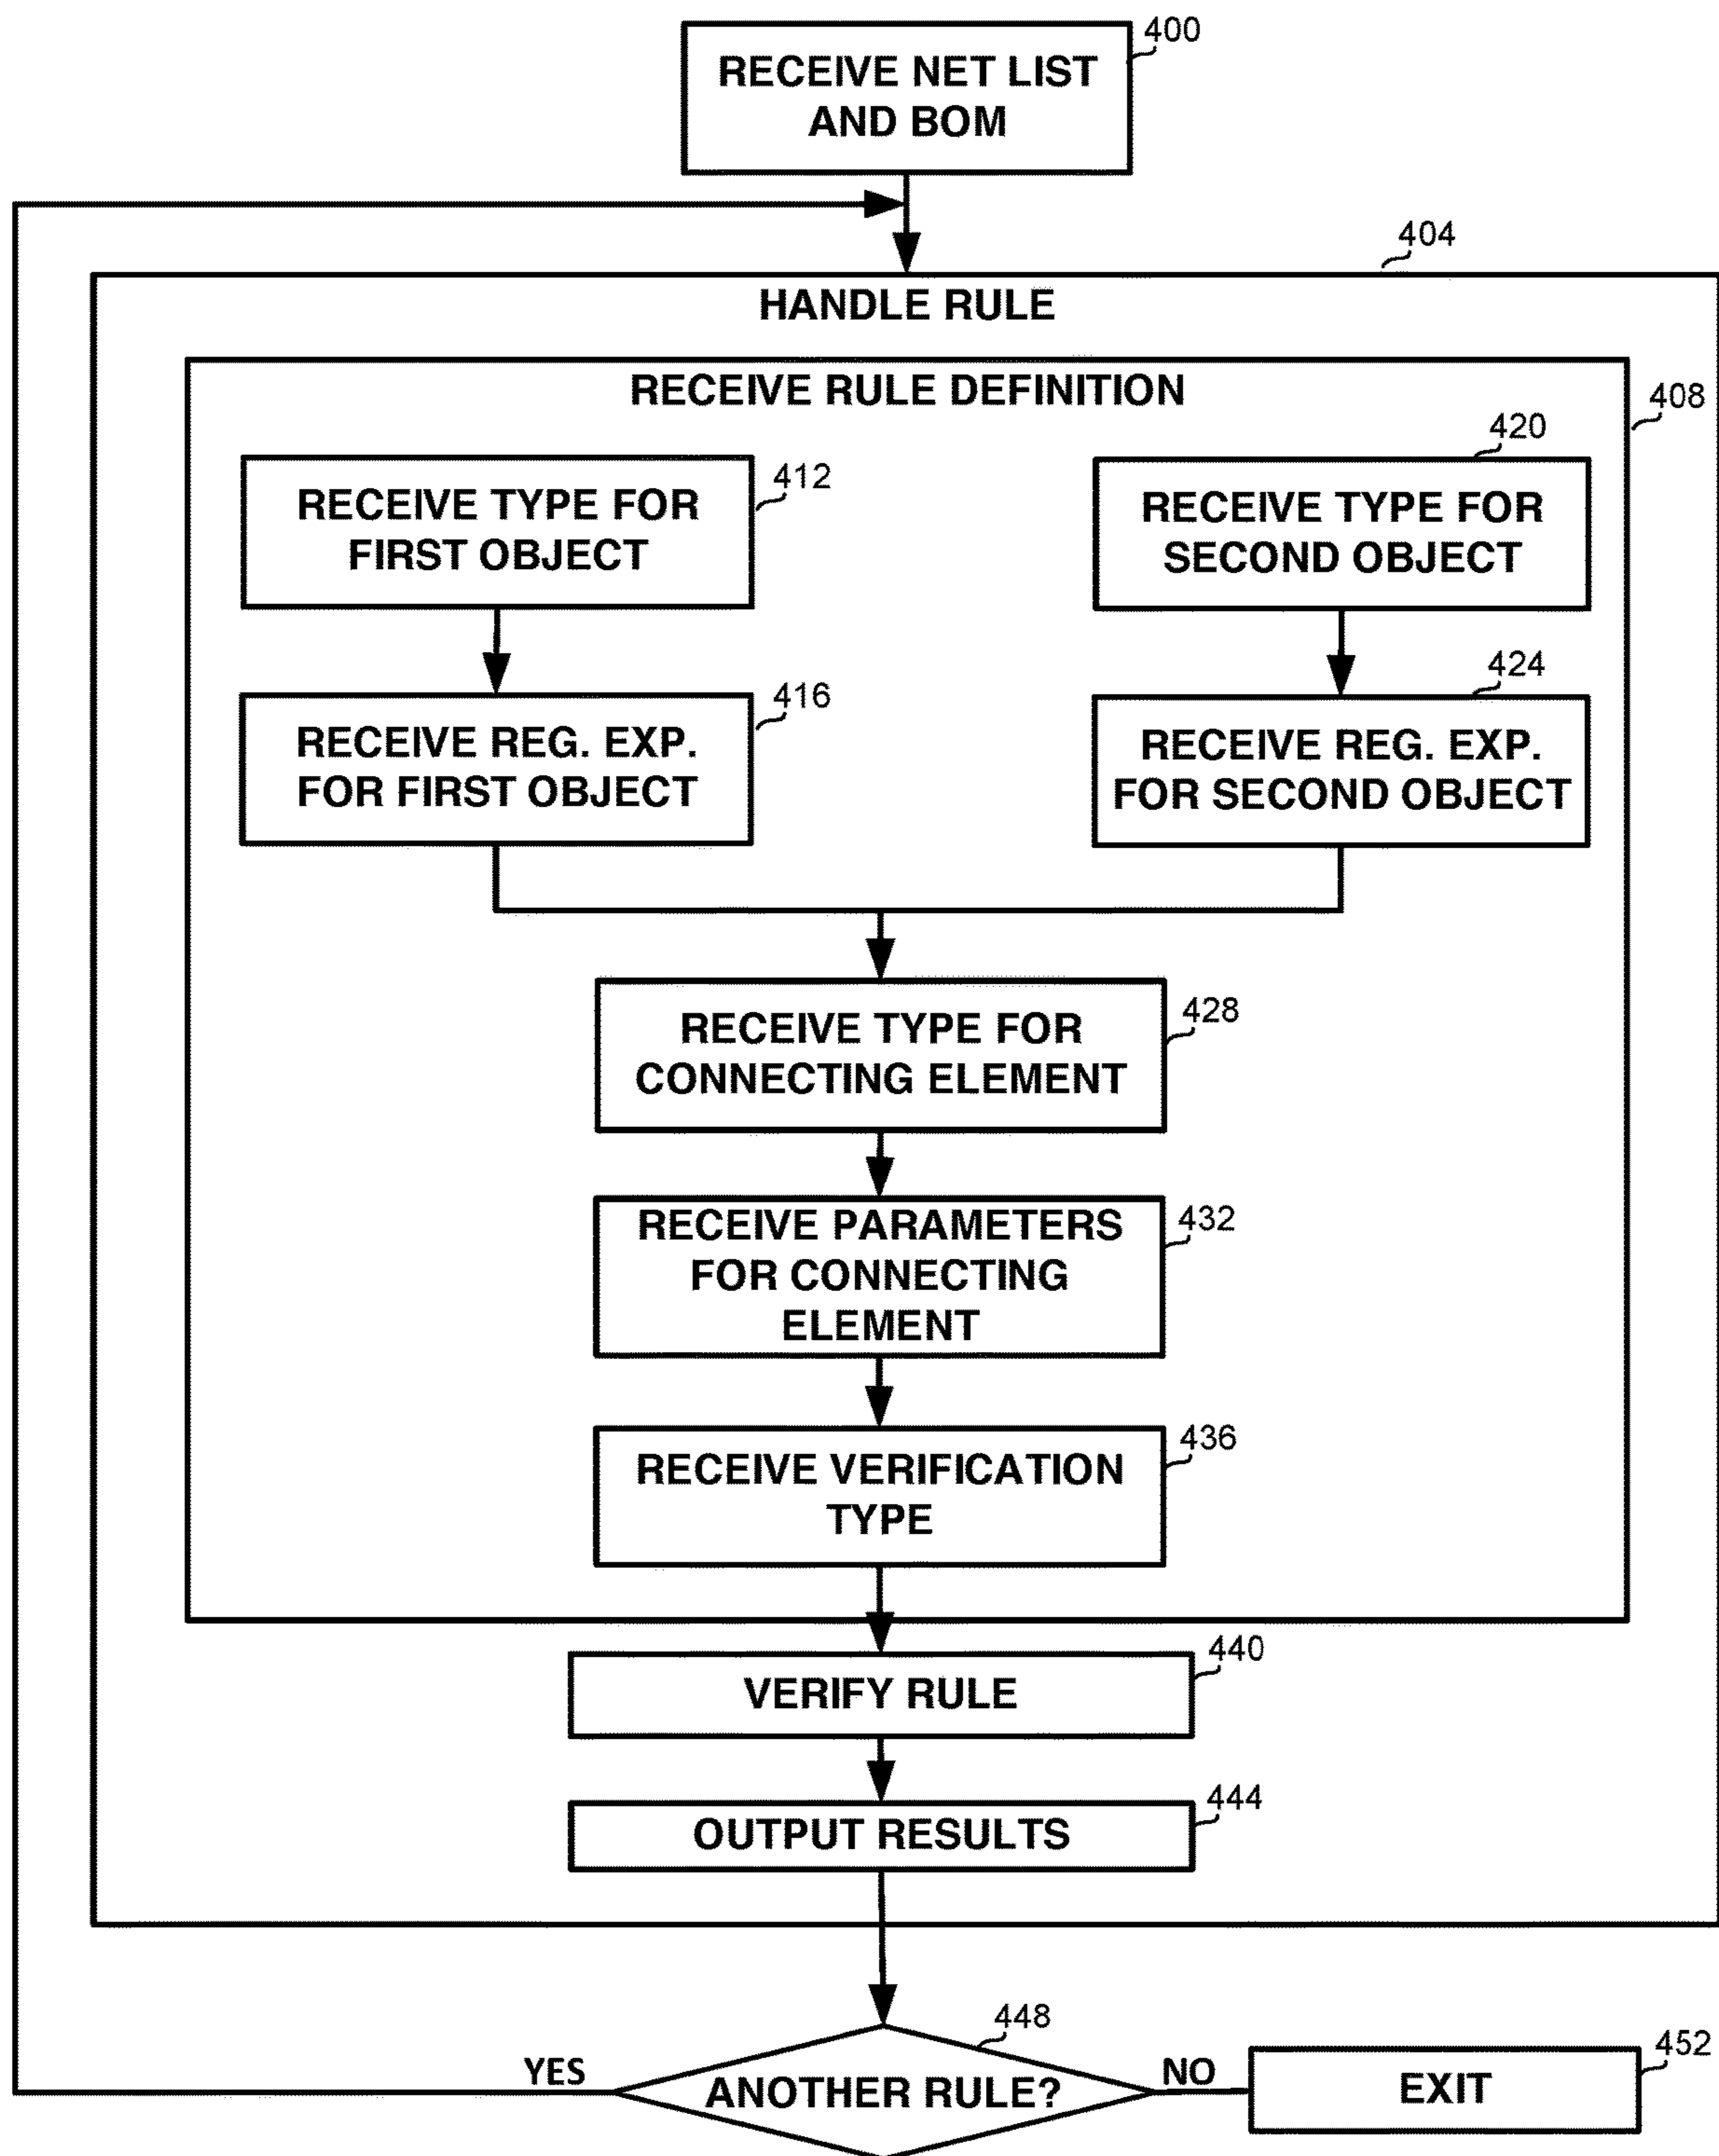 400
RECEIVE NET LIST
AND BOM
404
HANDLE RULE
RECEIVE RULE DEFINITION
408
412
RECEIVE TYPE FOR
FIRST OBJECT
420
RECEIVE TYPE FOR
SECOND OBJECT
416
RECEIVE REG. EXP.
FOR FIRST OBJECT
424
RECEIVE REG. EXP.
FOR SECOND OBJECT
428
RECEIVE TYPE FOR
CONNECTING ELEMENT
432
RECEIVE PARAMETERS
FOR CONNECTING
ELEMENT
436
RECEIVE VERIFICATION
TYPE
440
VERIFY RULE
444
OUTPUT RESULTS
448
YES
ANOTHER RULE?
NO
452
EXIT